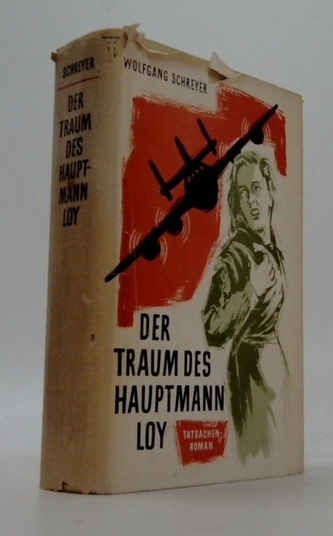 SCHREYER
DER
TRAUM
DES
HAUPT-
MANN
LOY
WOLFGANG SCHREYER
DER
TRAUM DES
HAUPTMANN
LOY
TATSACHEN-
ROMAN